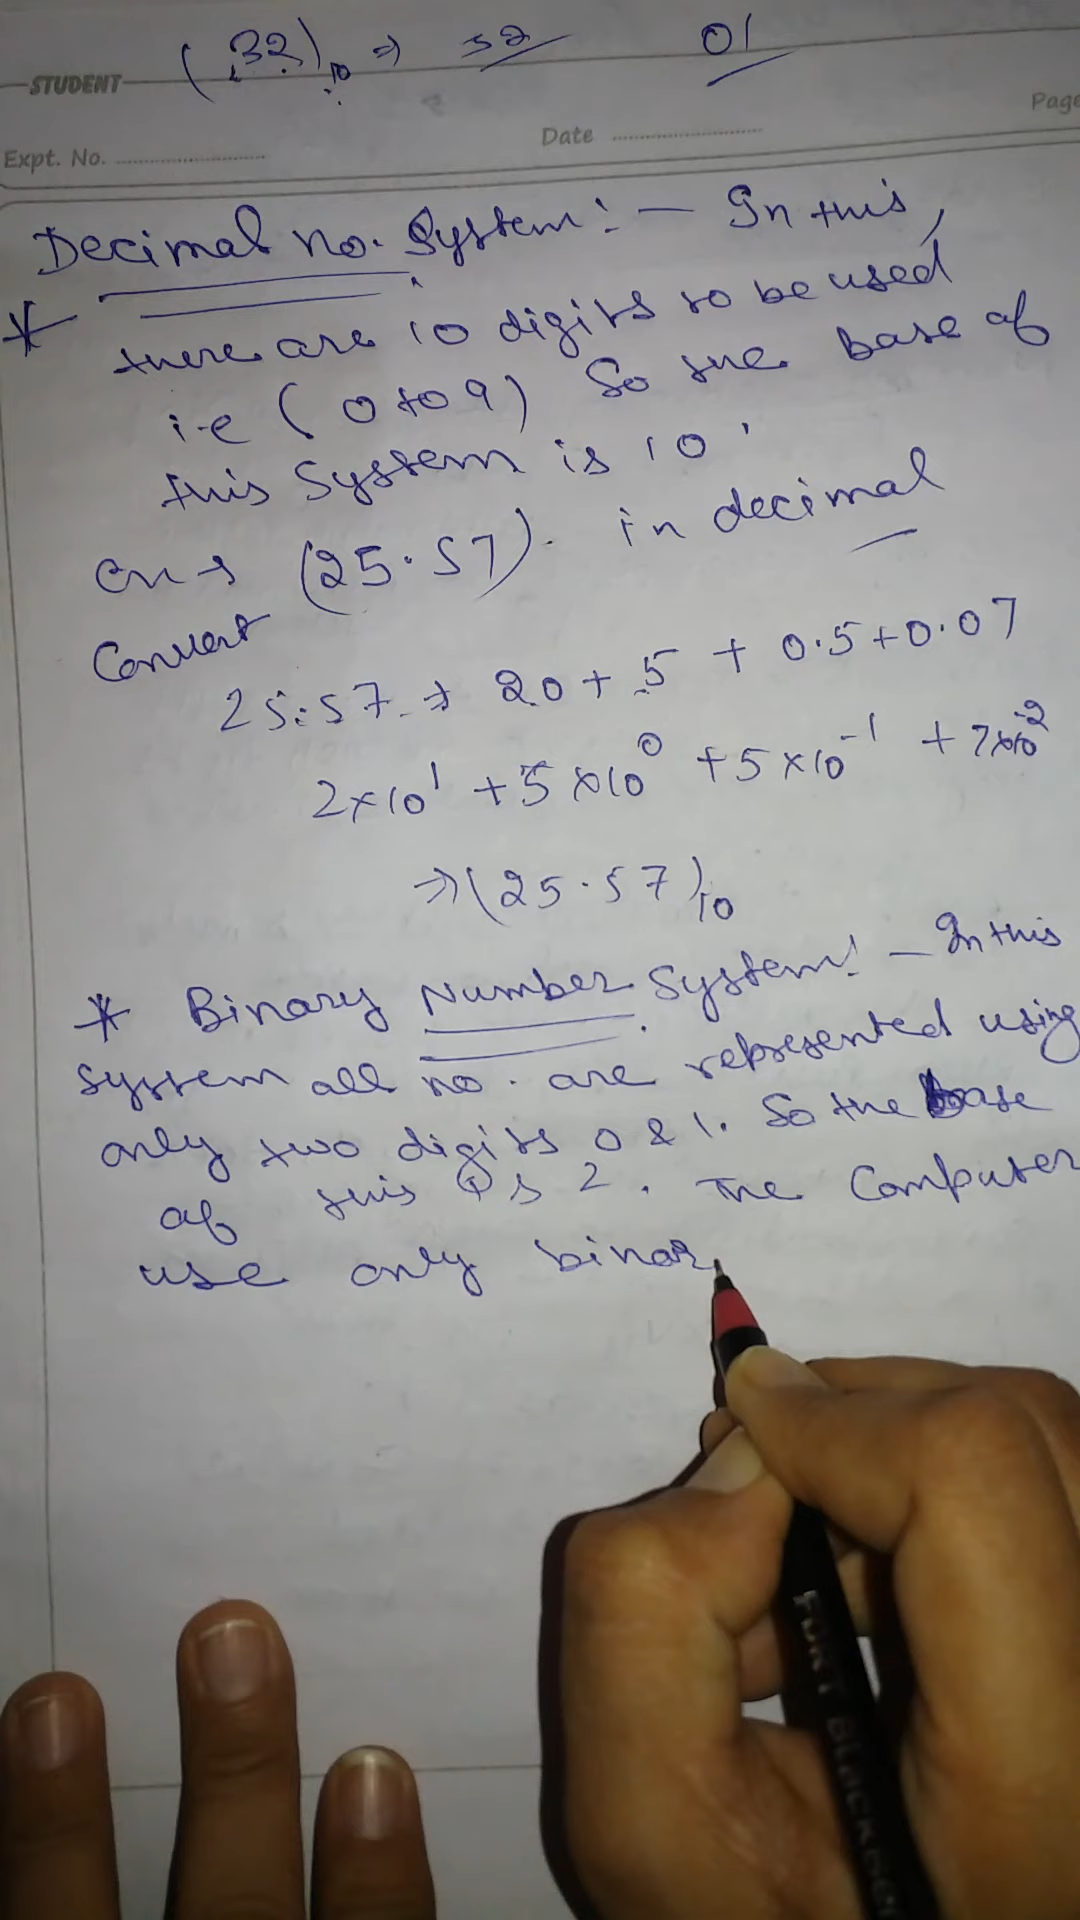 (32)10 ⇒ 32 01
STUDENT
Page
Date
Expt. No.
Decimal no. System:- In this,
* there are 10 digits to be used
i.e (0 to 9) So the base of
this System is 10.
Ex → (25.57). in decimal
Convert
25.57 → 20 + 5 + 0.5 + 0.07
2×10¹ + 5×10⁰ + 5×10⁻¹ + 7×10⁻²
⇒ (25.57)10
* Binary Number System:- In this
system all no. are represented using
only two digits 0 & 1. So the base
of this is 2. The Computer
use only binar